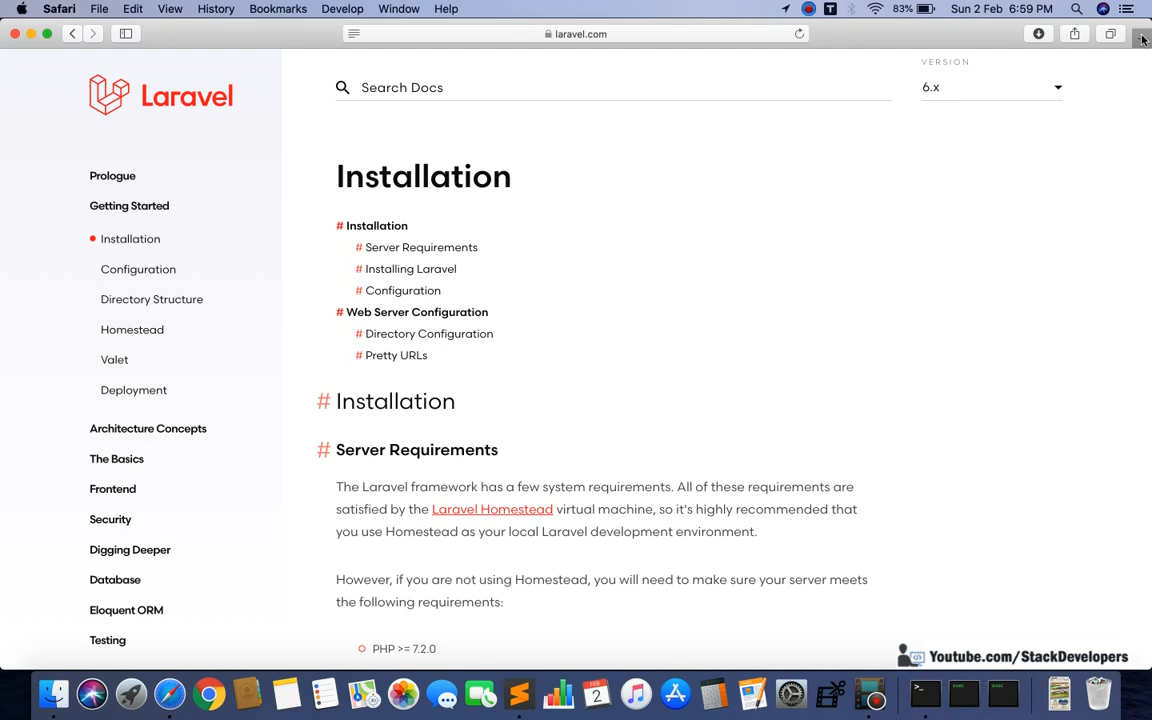 Safari File Edit View History Bookmarks Develop Window Help 83% Sun 2 Feb 6:59 PM
laravel.com
VERSION
Laravel
Search Docs
6.x
Prologue
Getting Started
Installation
Configuration
Directory Structure
Homestead
Valet
Deployment
Architecture Concepts
The Basics
Frontend
Security
Digging Deeper
Database
Eloquent ORM
Testing
Installation
# Installation
# Server Requirements
# Installing Laravel
# Configuration
# Web Server Configuration
# Directory Configuration
# Pretty URLs
# Installation
# Server Requirements
The Laravel framework has a few system requirements. All of these requirements are
satisfied by the Laravel Homestead virtual machine, so it's highly recommended that
you use Homestead as your local Laravel development environment.
However, if you are not using Homestead, you will need to make sure your server meets
the following requirements:
PHP >= 7.2.0
Youtube.com/StackDevelopers